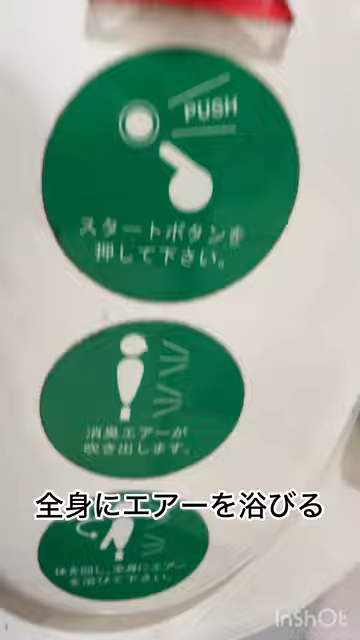 PUSH
スタートボタンを
押して下さい。
消臭エアーが
吹き出します。
全身にエアーを浴びる
体を回し、全身にエアー
を浴びて下さい。
InShOt